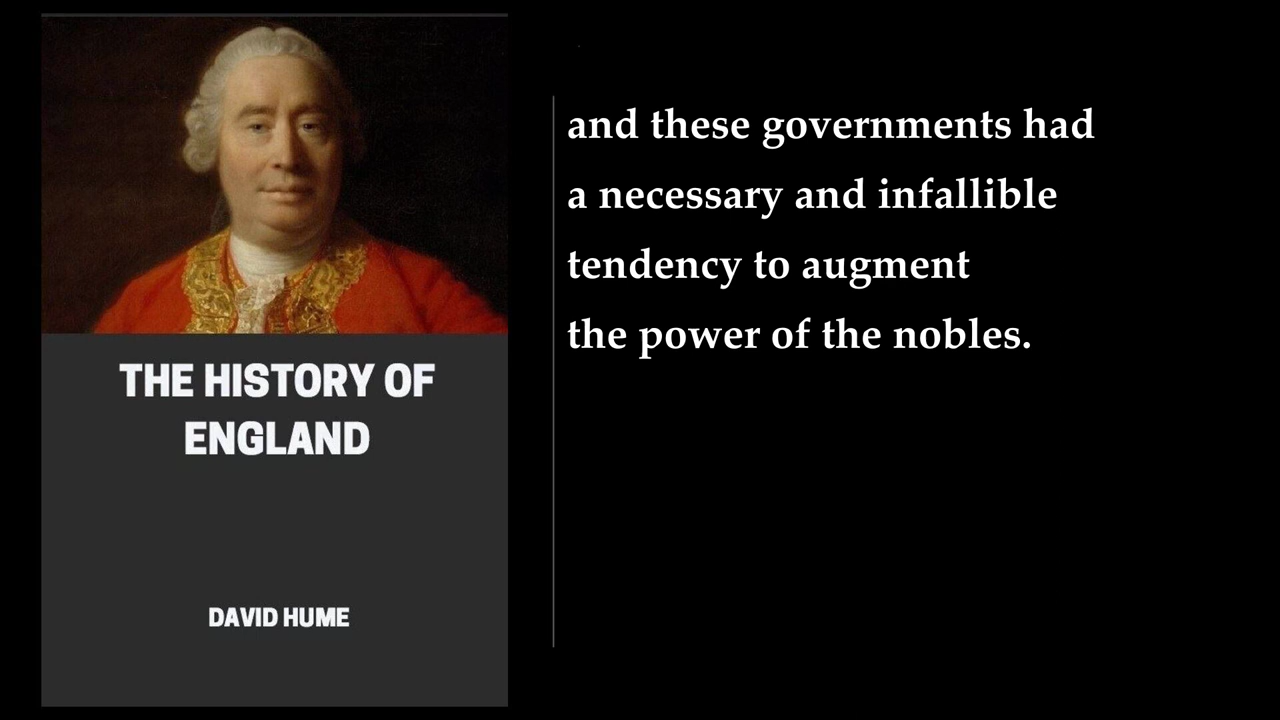 THE HISTORY OF
ENGLAND
DAVID HUME
and these governments had
a necessary and infallible
tendency to augment
the power of the nobles.